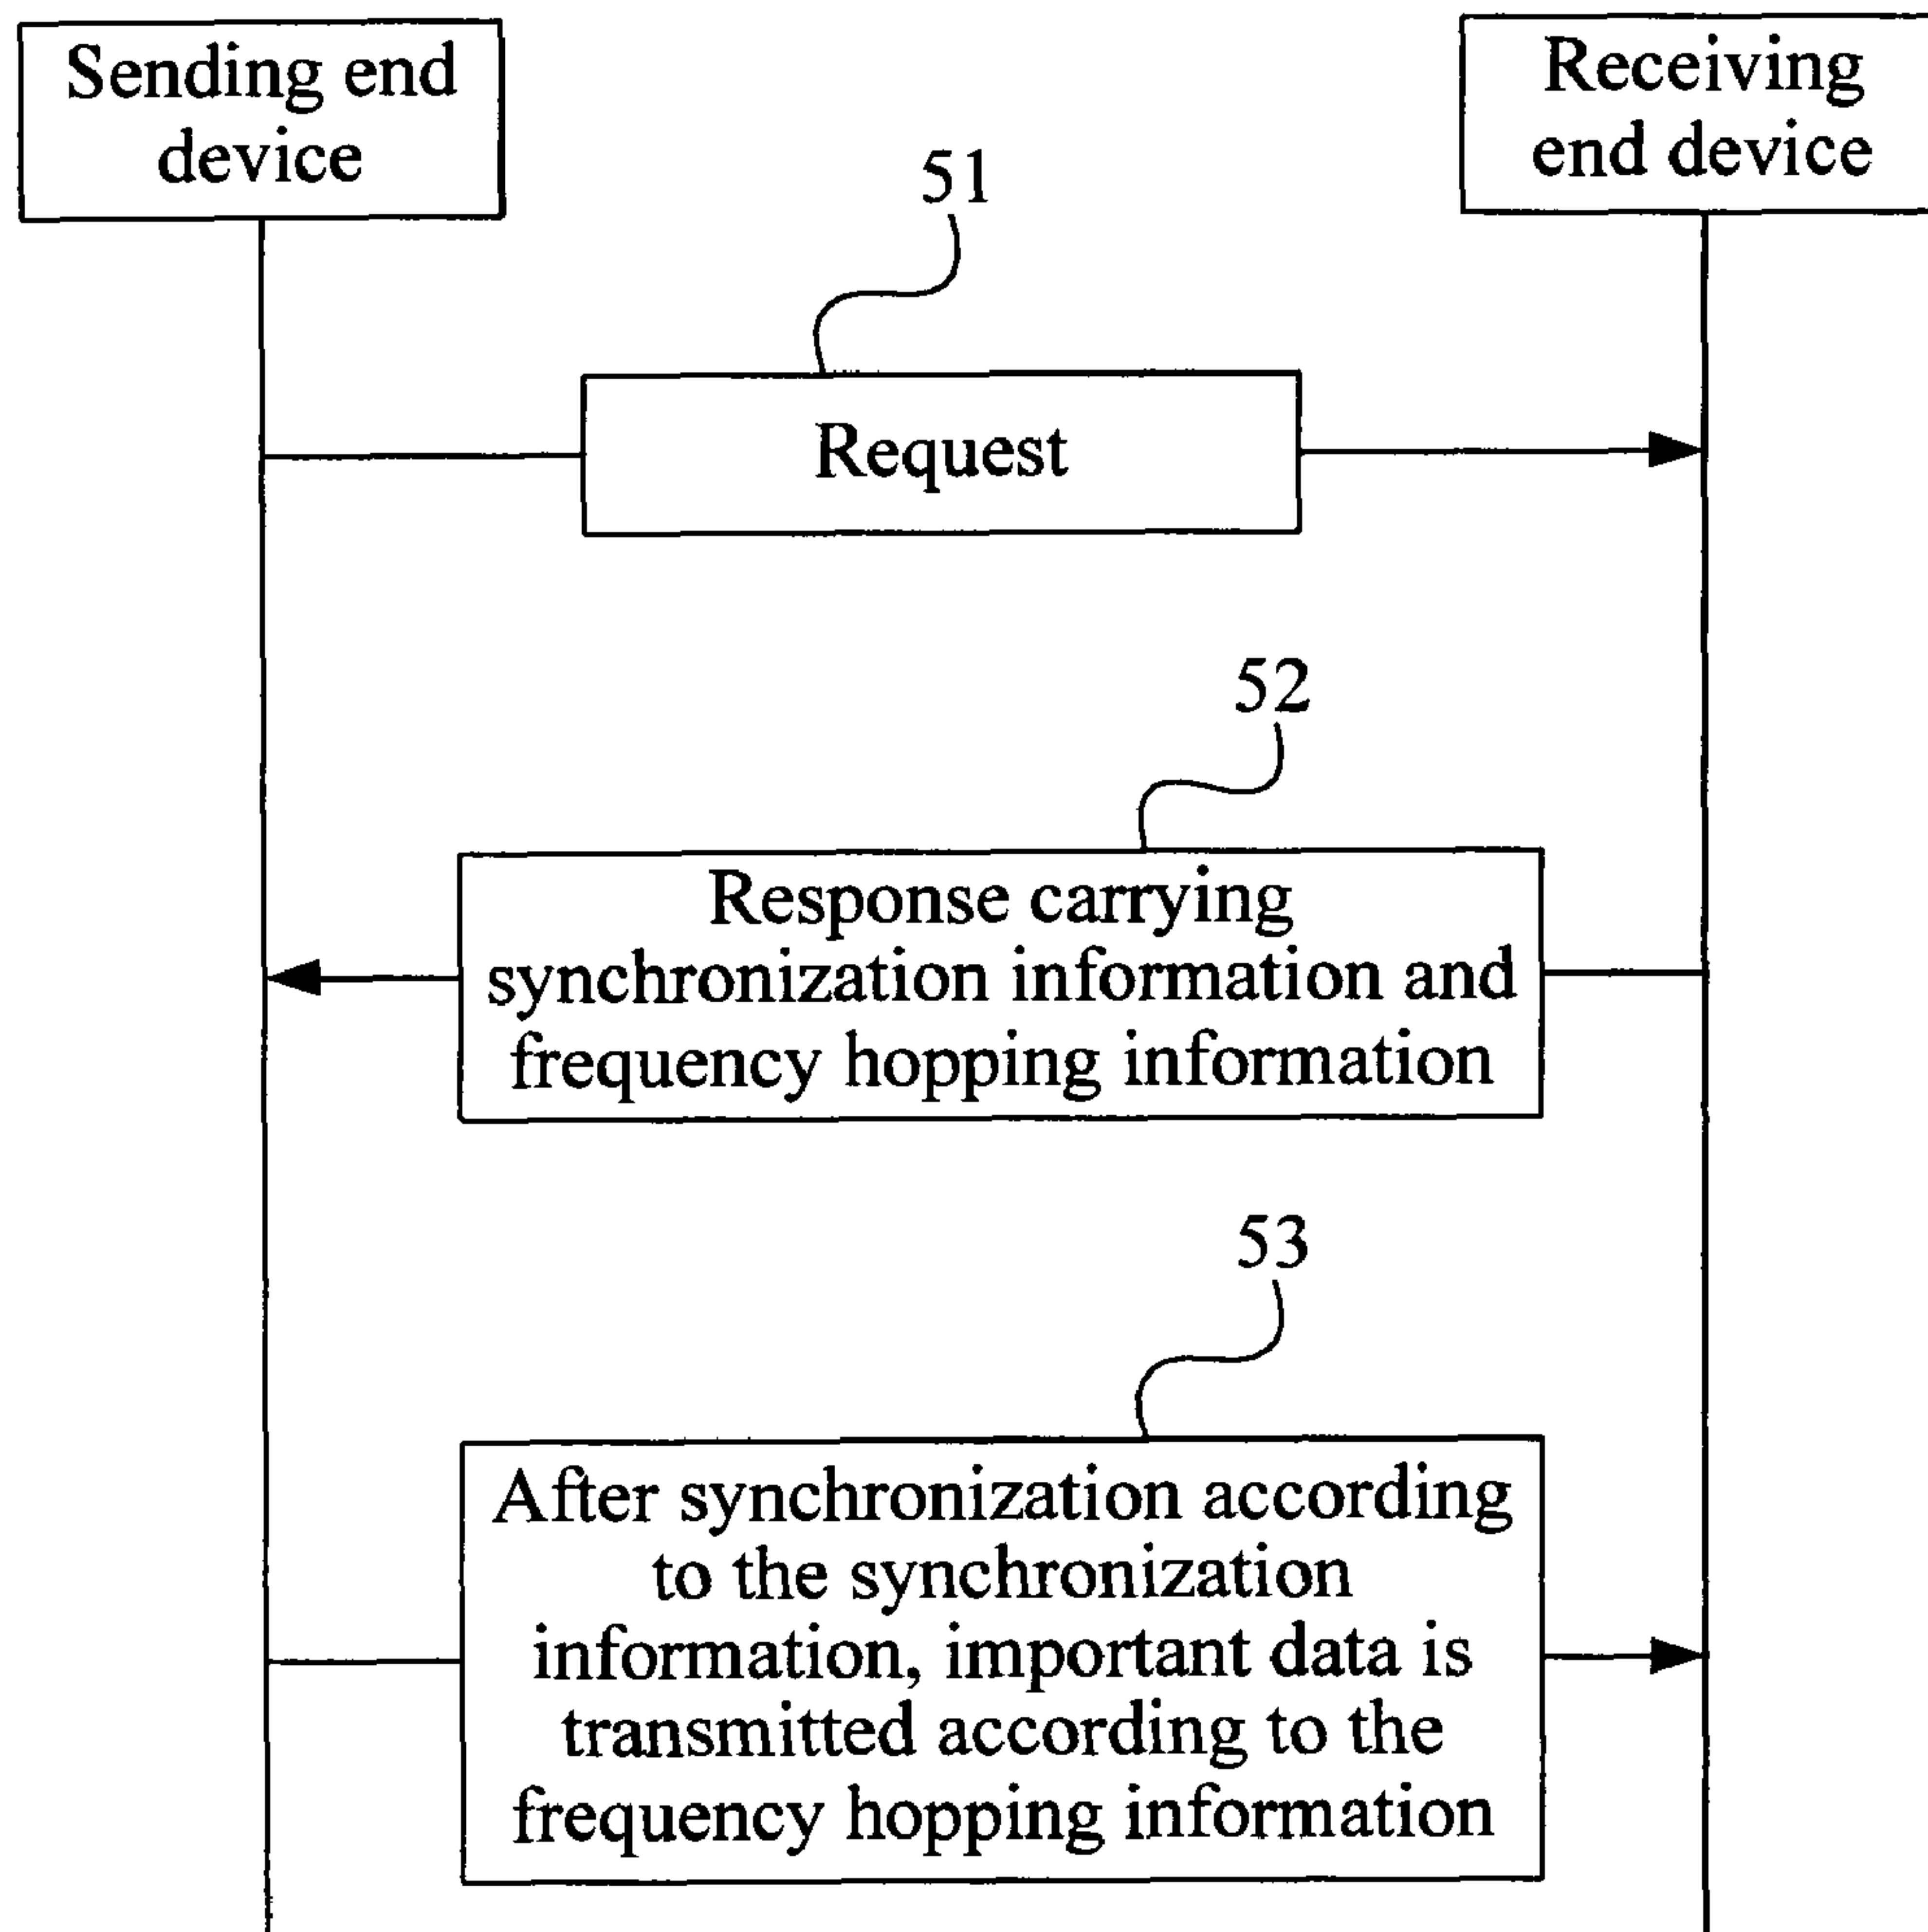 Sending end
device
Receiving
end device
51
Request
52
Response carrying
synchronization information and
frequency hopping information
53
After synchronization according
to the synchronization
information, important data is
transmitted according to the
frequency hopping information